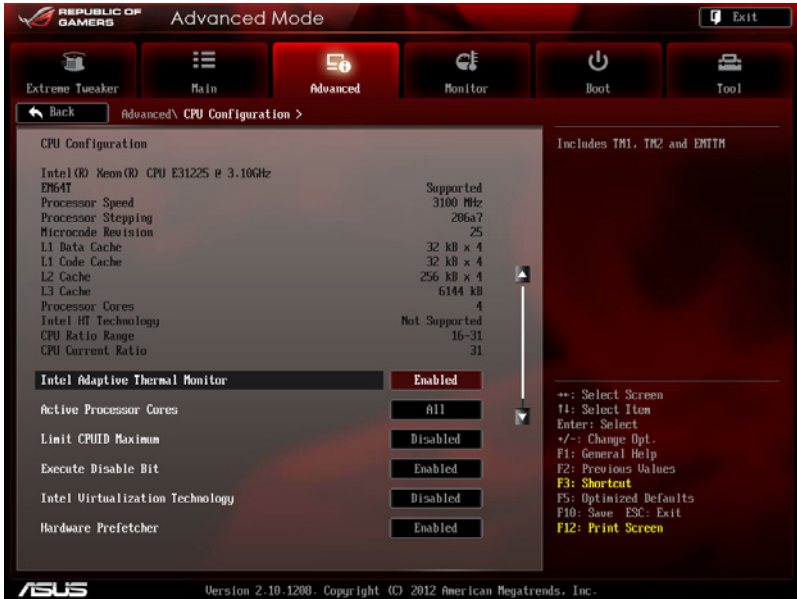 REPUBLIC OF
GAMERS
Advanced Mode
Exit
Extreme Tweaker
Main
Advanced
Monitor
Boot
Tool
Back
Advanced\ CPU Configuration >
CPU Configuration
Intel(R) Xeon(R) CPU E31225 @ 3.10GHz
EM64T Supported
Processor Speed 3100 MHz
Processor Stepping 206a7
Microcode Revision 25
L1 Data Cache 32 kB x 4
L1 Code Cache 32 kB x 4
L2 Cache 256 kB x 4
L3 Cache 6144 kB
Processor Cores 4
Intel HT Technology Not Supported
CPU Ratio Range 16-31
CPU Current Ratio 31
Intel Adaptive Thermal Monitor Enabled
Active Processor Cores All
Limit CPUID Maximum Disabled
Execute Disable Bit Enabled
Intel Virtualization Technology Disabled
Hardware Prefetcher Enabled
Includes TM1, TM2 and EMTTM
→←: Select Screen
↑↓: Select Item
Enter: Select
+/-: Change Opt.
F1: General Help
F2: Previous Values
F3: Shortcut
F5: Optimized Defaults
F10: Save ESC: Exit
F12: Print Screen
ASUS
Version 2.10.1208. Copyright (C) 2012 American Megatrends, Inc.